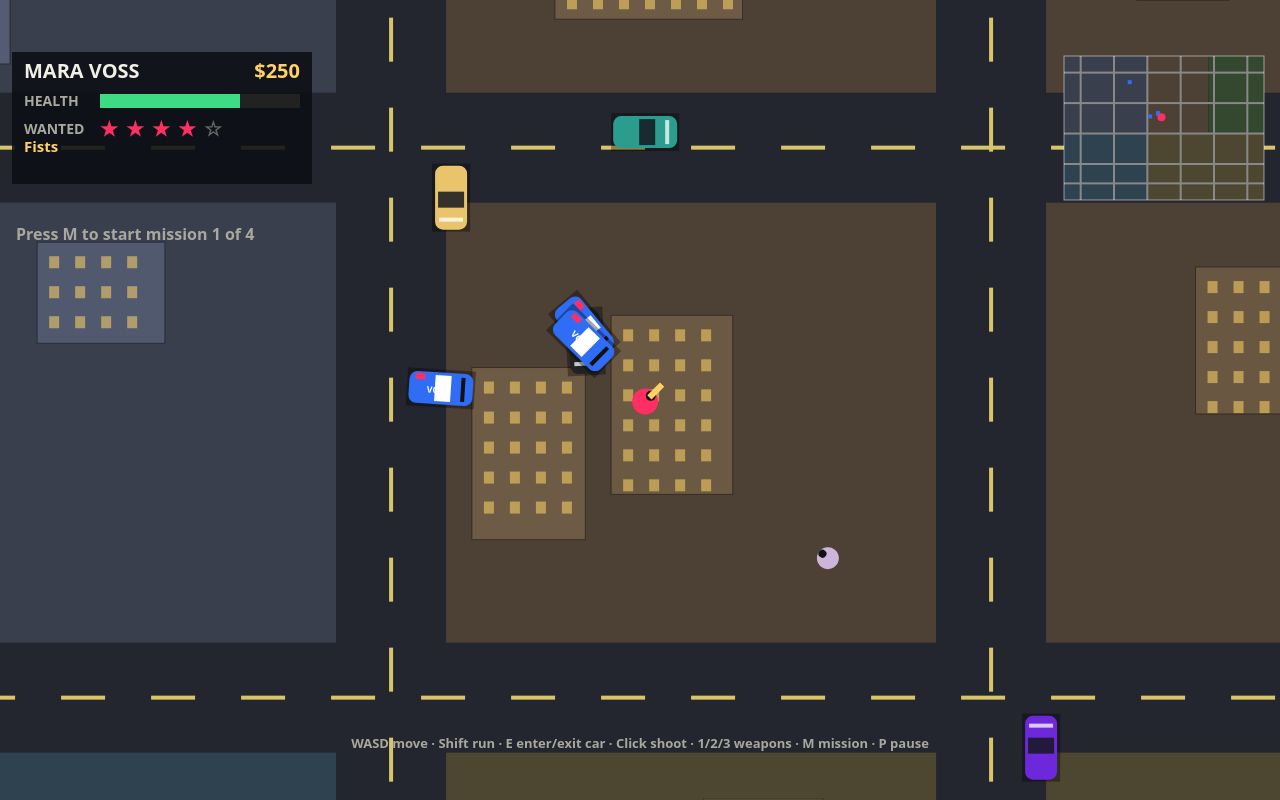 MARA VOSS $250
HEALTH
WANTED
Fists
Press M to start mission 1 of 4
WASD move · Shift run · E enter/exit car · Click shoot · 1/2/3 weapons · M mission · P pause